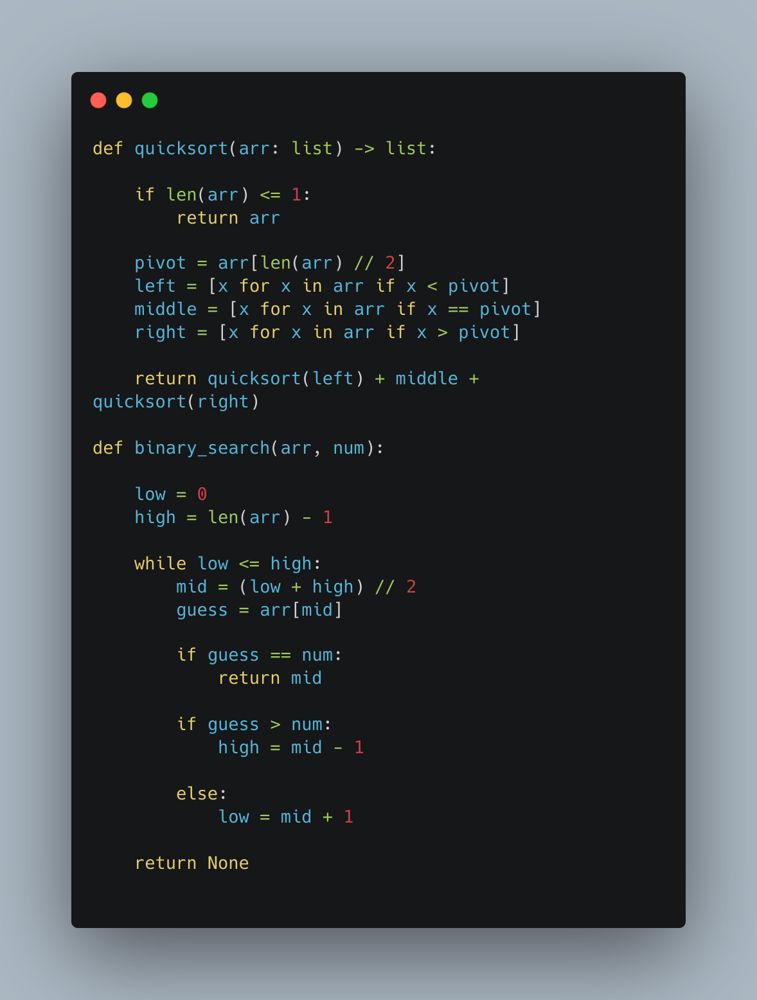 def quicksort(arr: list) -> list:

    if len(arr) <= 1:
        return arr

    pivot = arr[len(arr) // 2]
    left = [x for x in arr if x < pivot]
    middle = [x for x in arr if x == pivot]
    right = [x for x in arr if x > pivot]

    return quicksort(left) + middle +
quicksort(right)

def binary_search(arr, num):

    low = 0
    high = len(arr) - 1

    while low <= high:
        mid = (low + high) // 2
        guess = arr[mid]

        if guess == num:
            return mid

        if guess > num:
            high = mid - 1

        else:
            low = mid + 1

    return None